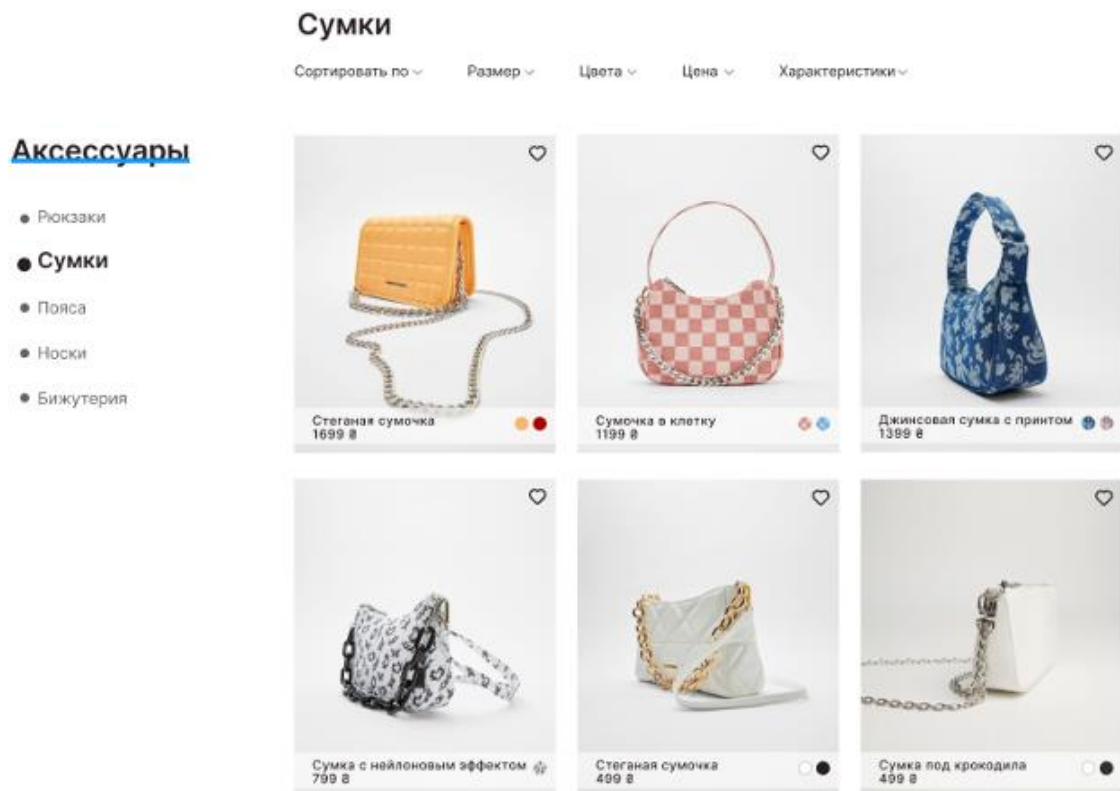 Сумки
Сортировать по
Размер
Цвета
Цена
Характеристики
Аксессуары
Рюкзаки
Сумки
Пояса
Носки
Бижутерия
Стеганая сумочка
1699 ₴
Сумочка в клетку
1199 ₴
Джинсовая сумка с принтом
1399 ₴
Сумка с нейлоновым эффектом
799 ₴
Стеганая сумочка
499 ₴
Сумка под крокодила
499 ₴